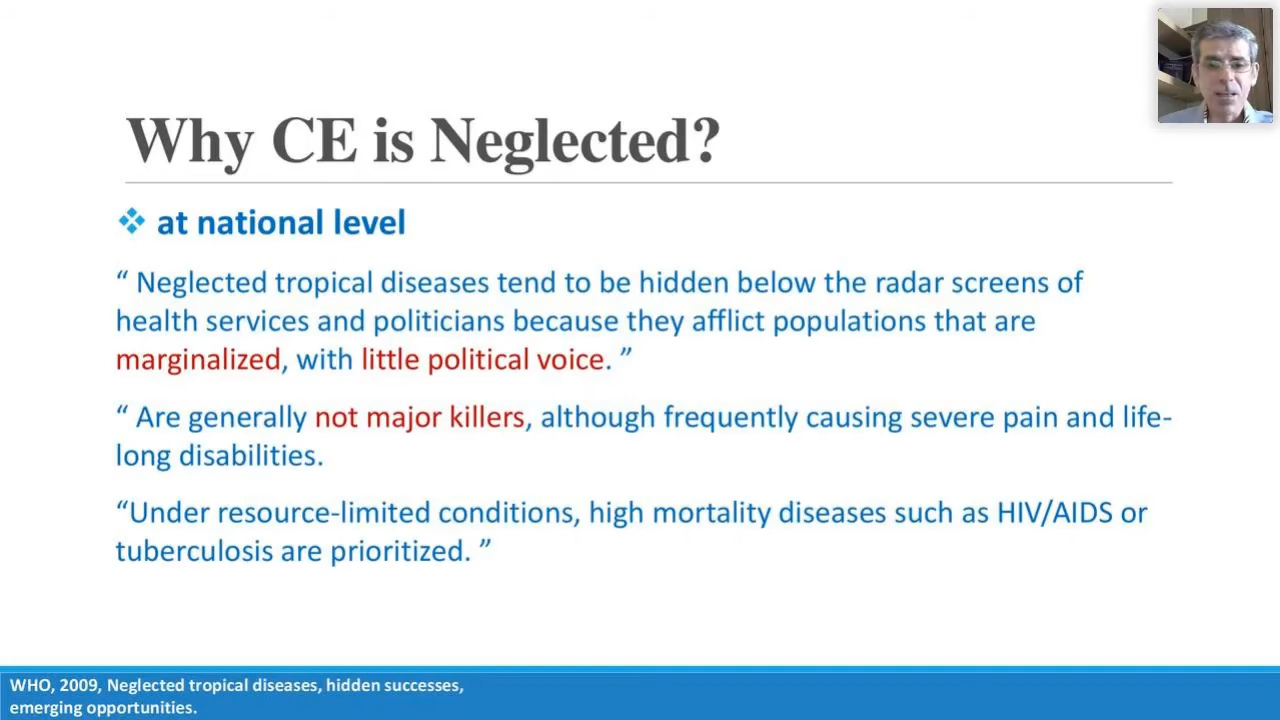 Why CE is Neglected?
❖ at national level
“ Neglected tropical diseases tend to be hidden below the radar screens of
health services and politicians because they afflict populations that are
marginalized, with little political voice. ”
“ Are generally not major killers, although frequently causing severe pain and life-
long disabilities.
“Under resource-limited conditions, high mortality diseases such as HIV/AIDS or
tuberculosis are prioritized. ”
WHO, 2009, Neglected tropical diseases, hidden successes,
emerging opportunities.